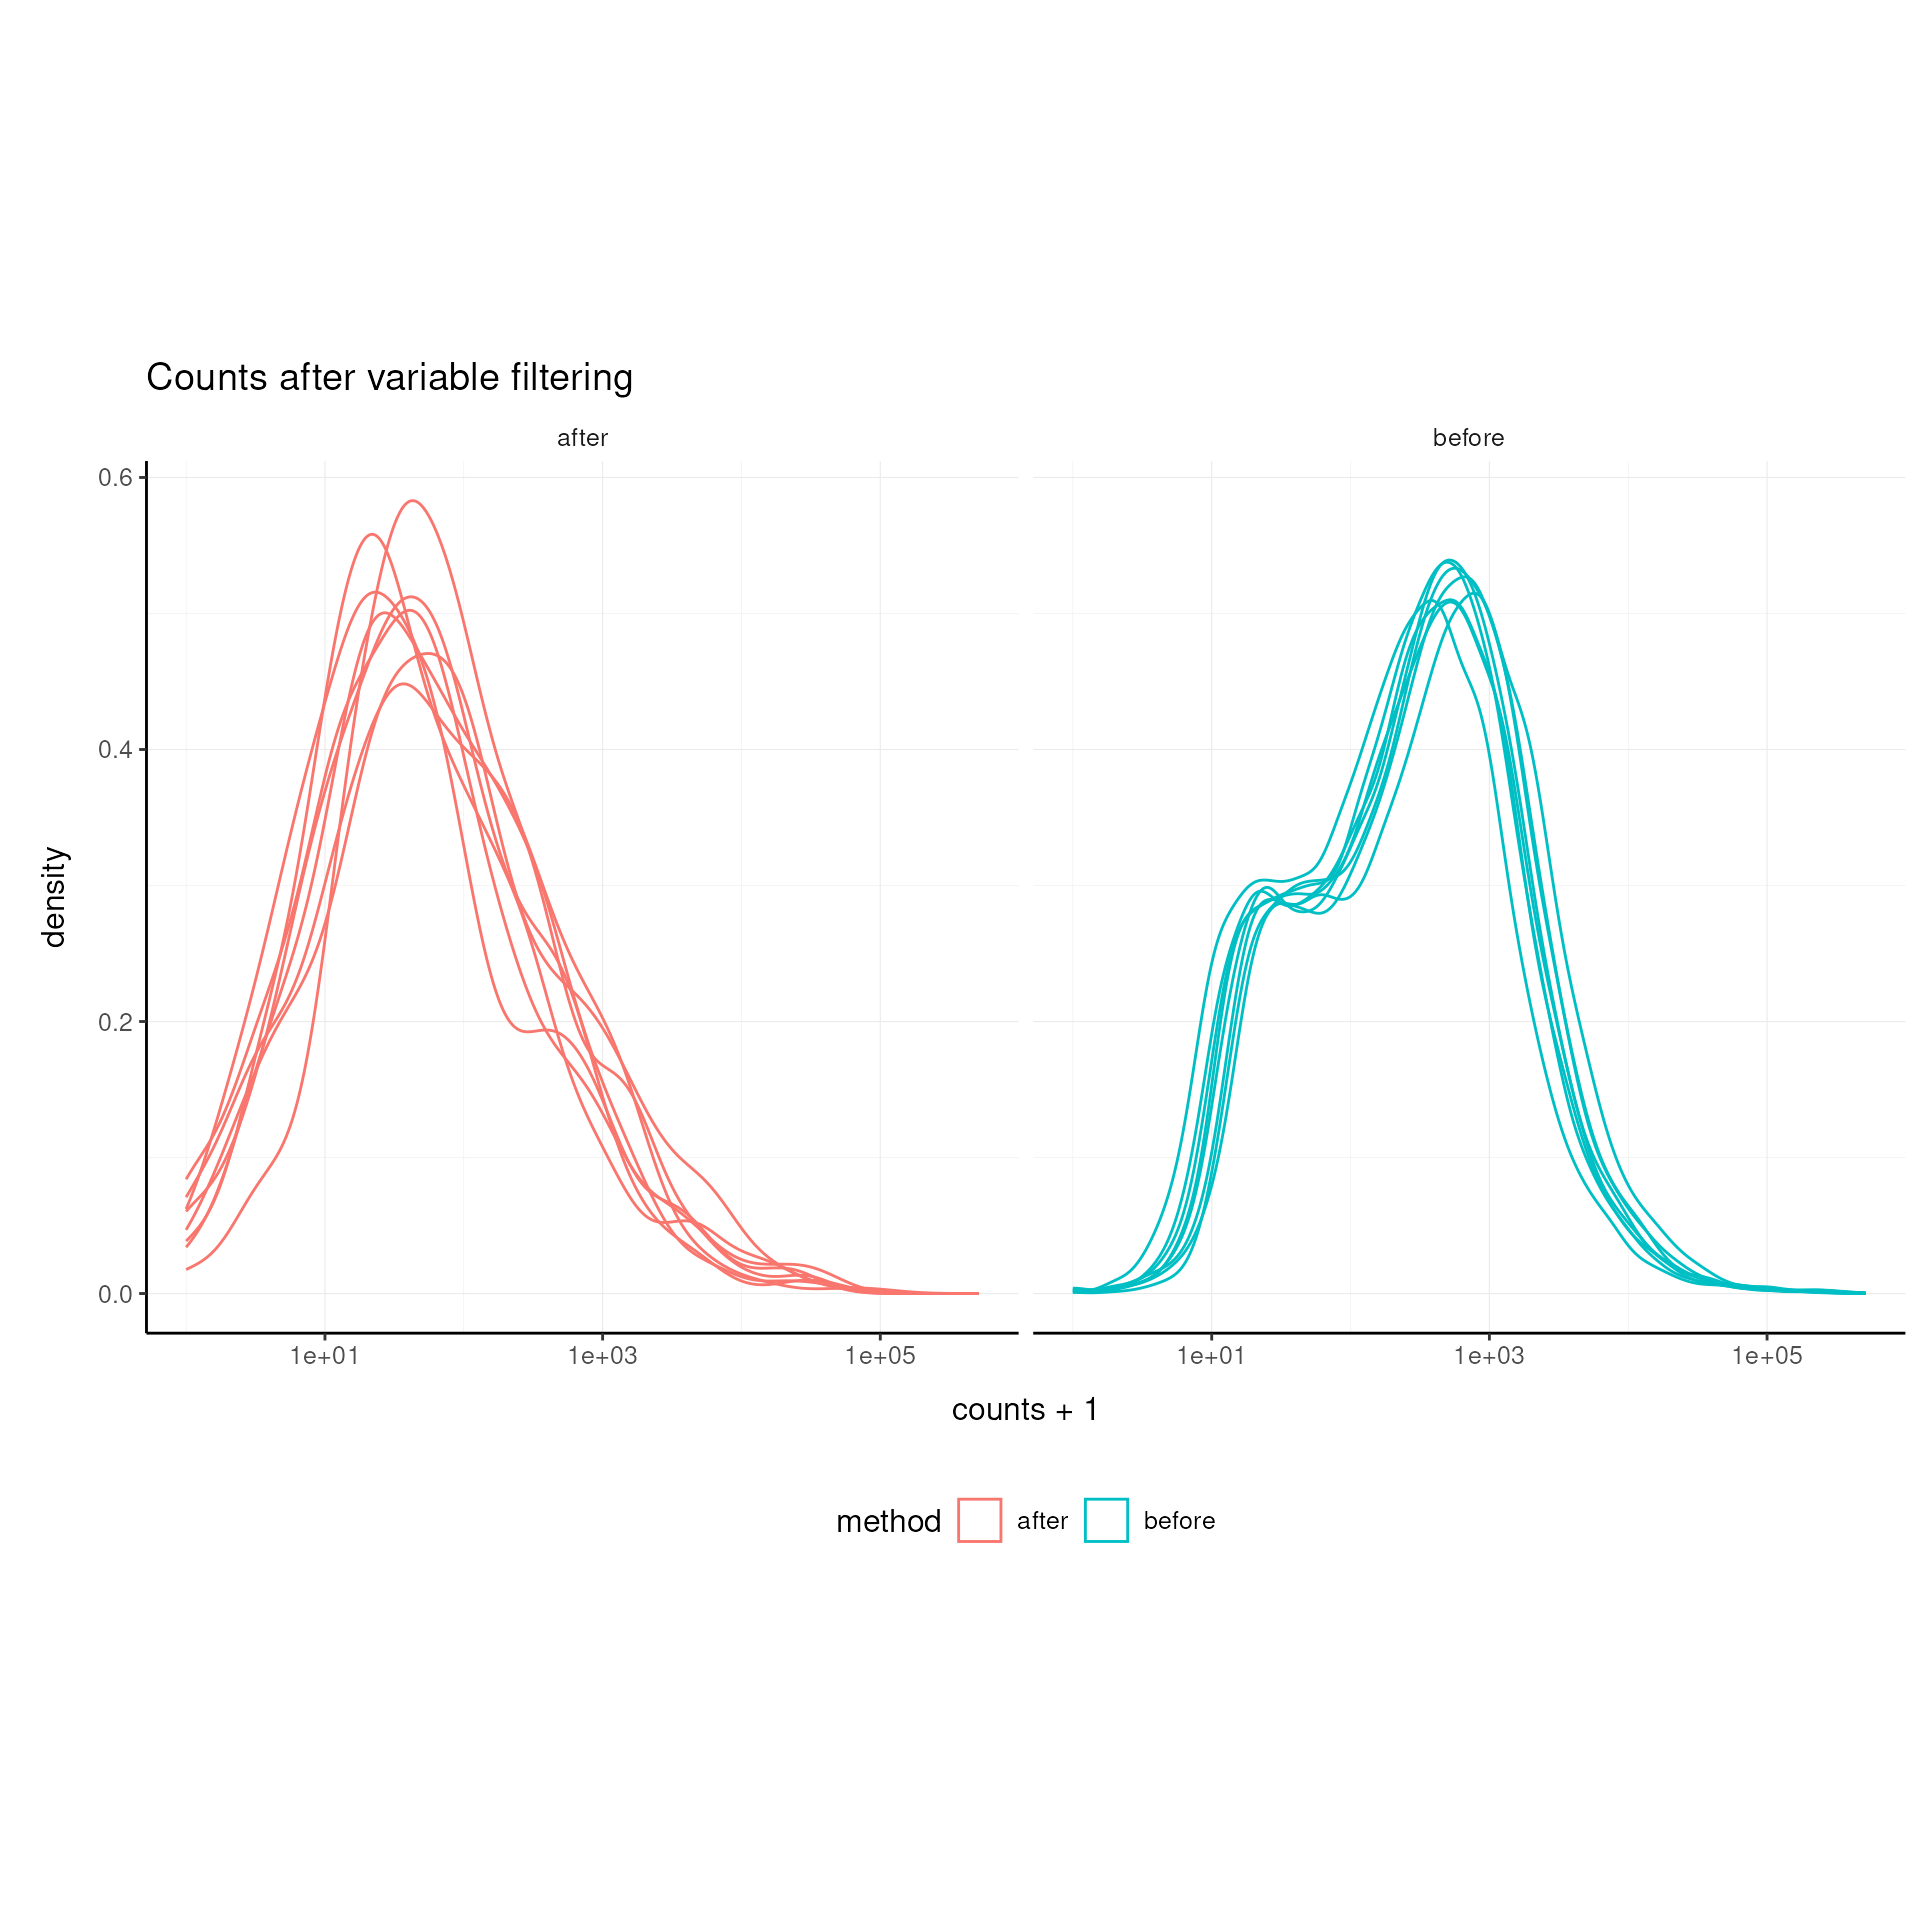 Counts after variable filtering
after before
0.6
0.4
0.2
0.0
density
1e+01 1e+03 1e+05 1e+01 1e+03 1e+05
counts + 1
method after before